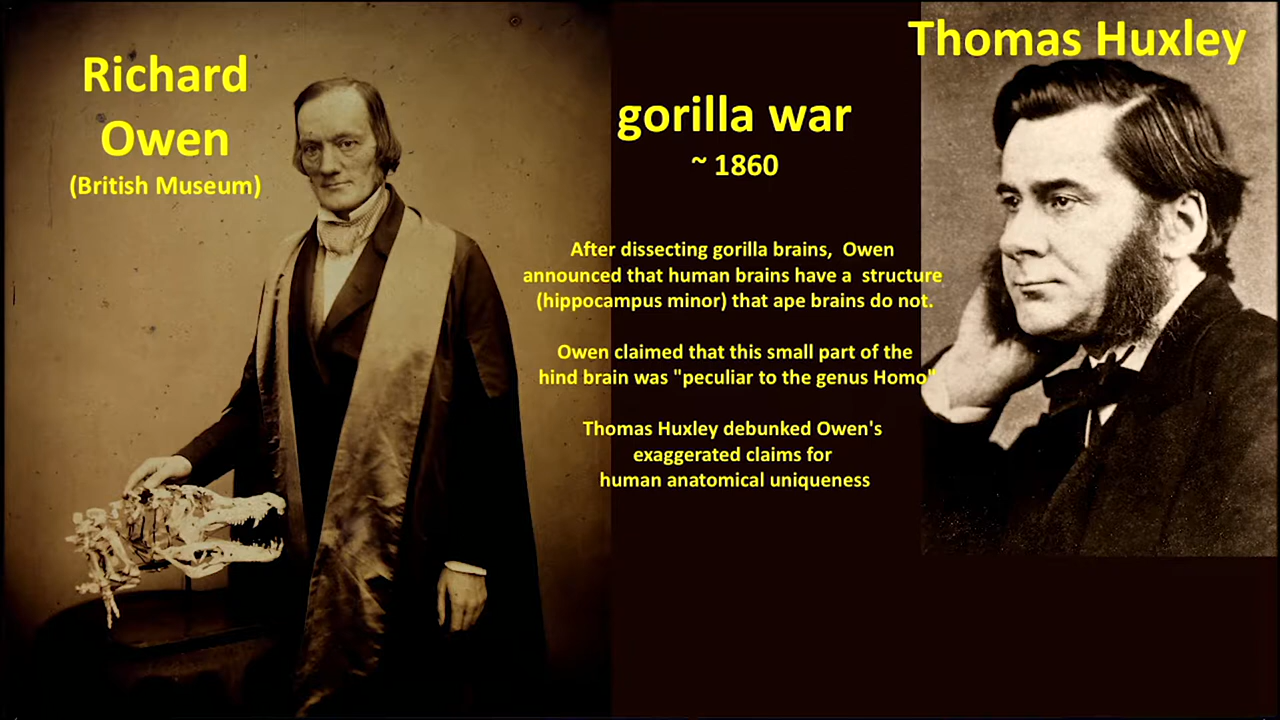 Richard
Owen
(British Museum)
gorilla war
~ 1860
After dissecting gorilla brains, Owen
announced that human brains have a structure
(hippocampus minor) that ape brains do not.
Owen claimed that this small part of the
hind brain was "peculiar to the genus Homo"
Thomas Huxley debunked Owen's
exaggerated claims for
human anatomical uniqueness
Thomas Huxley